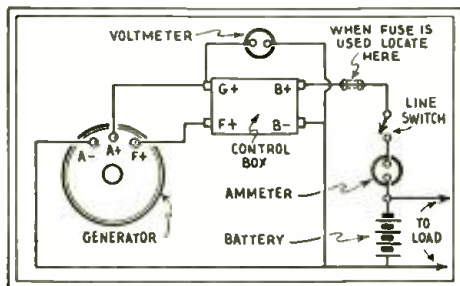 VOLTMETER
WHEN FUSE IS
USED LOCATE
HERE
G+
B+
LINE
SWITCH
A+
F+
B-
A-
F+
CONTROL
BOX
AMMETER
GENERATOR
BATTERY
TO
LOAD